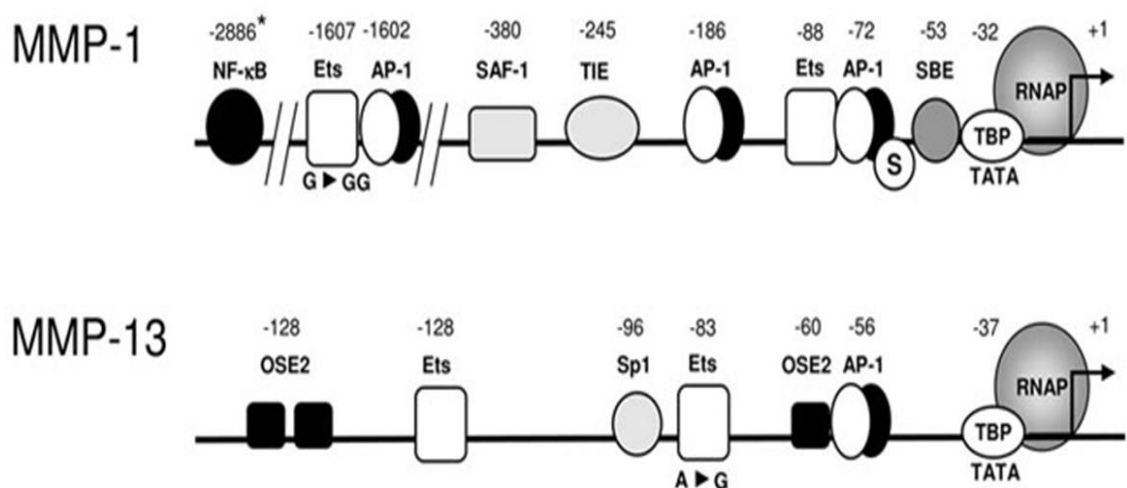 MMP-1
-2886* -1607 -1602 -380 -245 -186 -88 -72 -53 -32 +1
NF-κB Ets AP-1 SAF-1 TIE AP-1 Ets AP-1 SBE RNAP
TBP
S
G ▶ GG TATA
MMP-13
-128 -128 -96 -83 -60 -56 -37 +1
OSE2 Ets Sp1 Ets OSE2 AP-1 RNAP
TBP
A ▶ G TATA